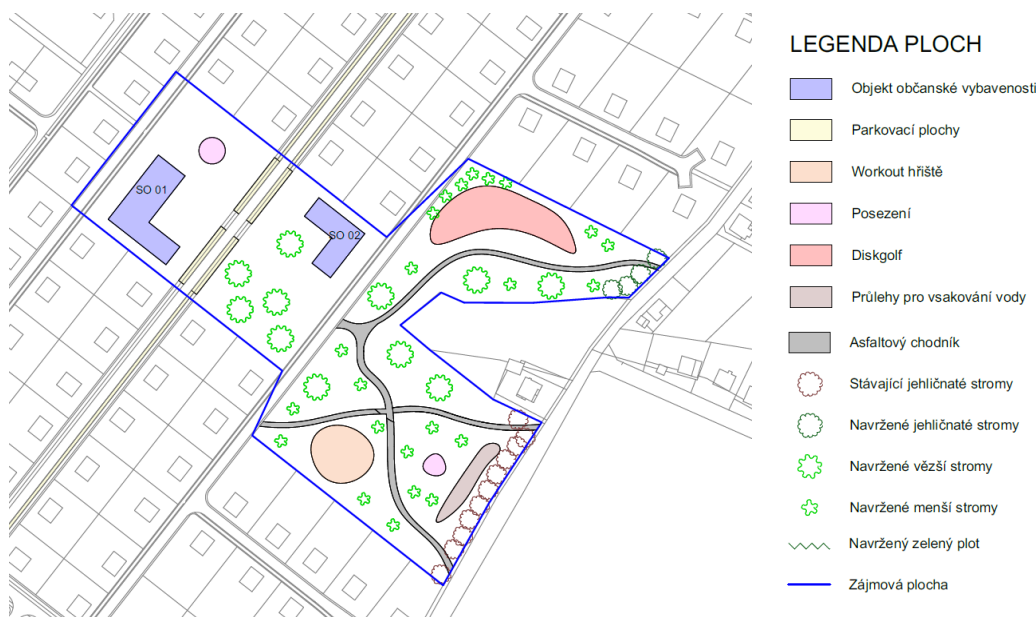 SO 01
SO 02
LEGENDA PLOCH
Objekt občanské vybavenosti
Parkovací plochy
Workout hřiště
Posezení
Diskgolf
Průlehy pro vsakování vody
Asfaltový chodník
Stávající jehličnaté stromy
Navržené jehličnaté stromy
Navržené vězší stromy
Navržené menší stromy
Navržený zelený plot
Zájmová plocha